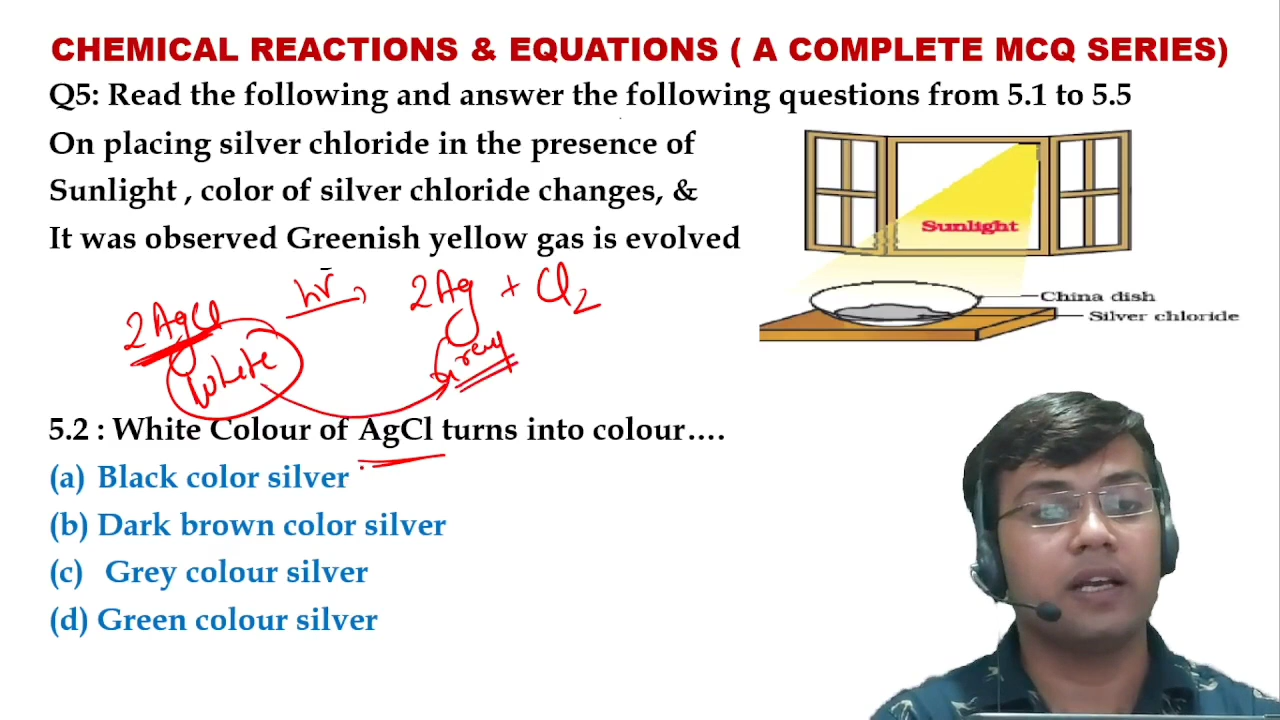 CHEMICAL REACTIONS & EQUATIONS ( A COMPLETE MCQ SERIES)
Q5: Read the following and answer the following questions from 5.1 to 5.5
On placing silver chloride in the presence of
Sunlight , color of silver chloride changes, &
It was observed Greenish yellow gas is evolved
Sunlight
China dish
Silver chloride
2AgCl hν → 2Ag + Cl2
White
Grey
5.2 : White Colour of AgCl turns into colour….
(a) Black color silver
(b) Dark brown color silver
(c) Grey colour silver
(d) Green colour silver